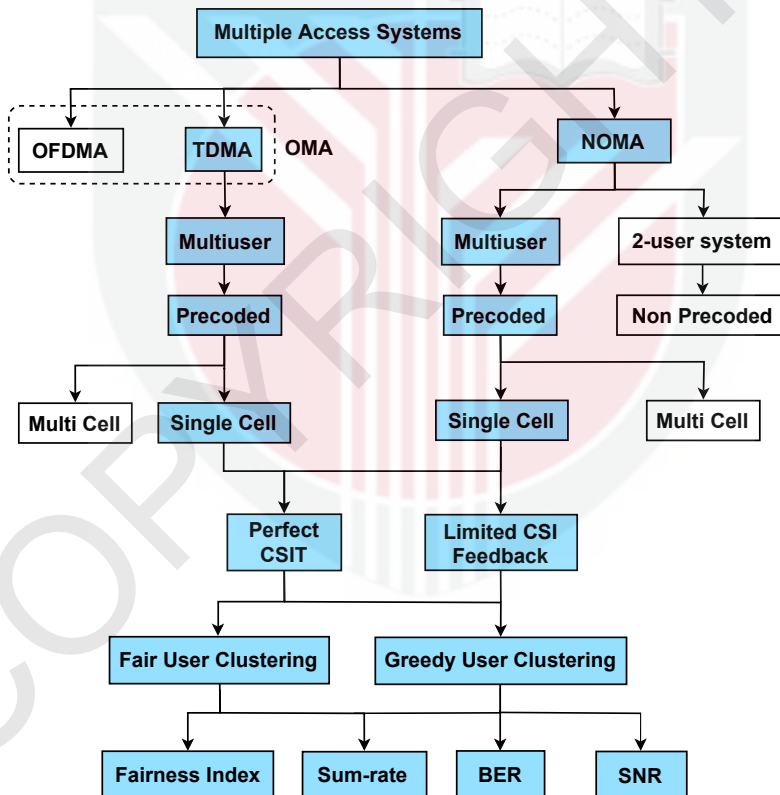 Multiple Access Systems
OFDMA
TDMA
OMA
NOMA
Multiuser
Multiuser
2-user system
Precoded
Precoded
Non Precoded
Multi Cell
Single Cell
Single Cell
Multi Cell
Perfect
CSIT
Limited CSI
Feedback
Fair User Clustering
Greedy User Clustering
Fairness Index
Sum-rate
BER
SNR
COPYRIGHT